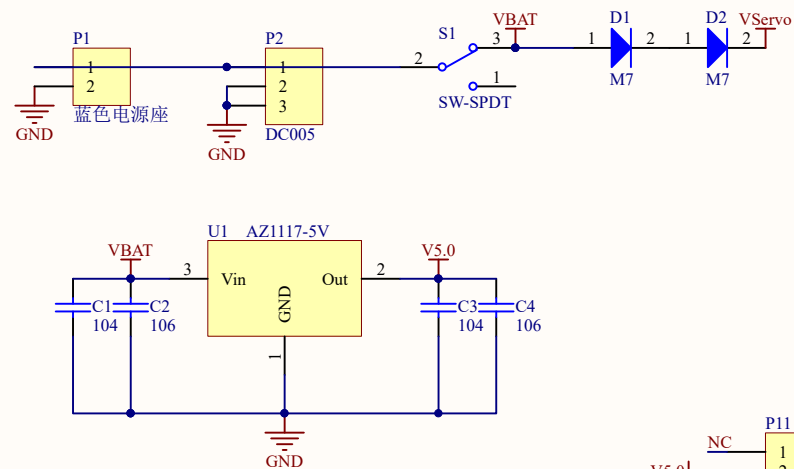 P1
1
2
蓝色电源座
GND
P2
1
2
3
DC005
GND
S1
2
3
1
SW-SPDT
VBAT
D1
1
2
M7
D2
1
2
M7
VServo
U1 AZ1117-5V
VBAT
3
Vin
Out
2
V5.0
GND
1
C1
104
C2
106
C3
104
C4
106
GND
P11
NC
1
V5.0